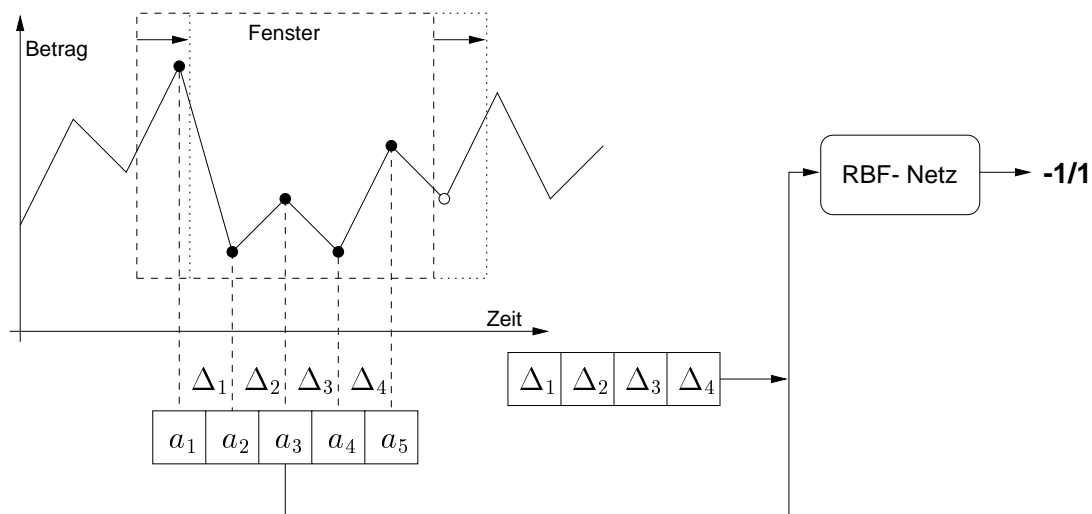 Fenster
Betrag
RBF- Netz
-1/1
Zeit
Δ₁ Δ₂ Δ₃ Δ₄
Δ₁ Δ₂ Δ₃ Δ₄
a₁ a₂ a₃ a₄ a₅